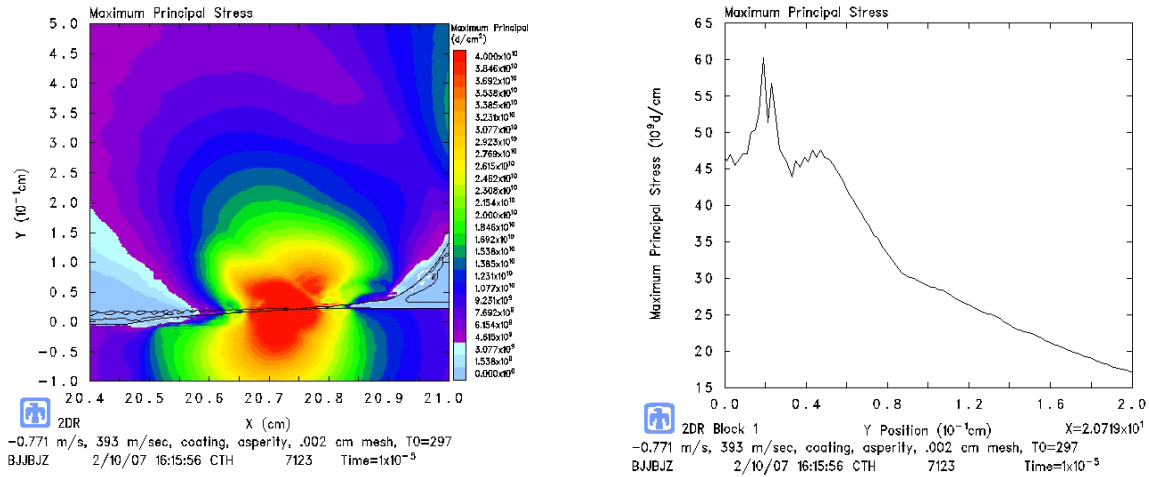 Maximum Principal Stress
Maximum Principal
(d/cm²)
4.000x10¹⁰
3.846x10¹⁰
3.692x10¹⁰
3.538x10¹⁰
3.385x10¹⁰
3.231x10¹⁰
3.077x10¹⁰
2.923x10¹⁰
2.769x10¹⁰
2.615x10¹⁰
2.462x10¹⁰
2.308x10¹⁰
2.154x10¹⁰
2.000x10¹⁰
1.846x10¹⁰
1.692x10¹⁰
1.538x10¹⁰
1.385x10¹⁰
1.231x10¹⁰
1.077x10¹⁰
9.231x10⁹
7.692x10⁹
6.154x10⁹
4.615x10⁹
3.077x10⁹
1.538x10⁹
0.000x10⁰
5.0
4.5
4.0
3.5
3.0
2.5
2.0
1.5
1.0
0.5
0.0
-0.5
-1.0
Y (10⁻¹cm)
20.4 20.5 20.6 20.7 20.8 20.9 21.0
2DR X (cm)
-0.771 m/s, 393 m/sec, coating, asperity, .002 cm mesh, T0=297
BJJBJZ 2/10/07 16:15:56 CTH 7123 Time=1x10⁻⁵
Maximum Principal Stress
65
60
55
50
45
40
35
30
25
20
15
Maximum Principal Stress (10⁹d/cm)
0.0 0.4 0.8 1.2 1.6 2.0
2DR Block 1 Y Position (10⁻¹cm) X=2.0719x10¹
-0.771 m/s, 393 m/sec, coating, asperity, .002 cm mesh, T0=297
BJJBJZ 2/10/07 16:15:56 CTH 7123 Time=1x10⁻⁵